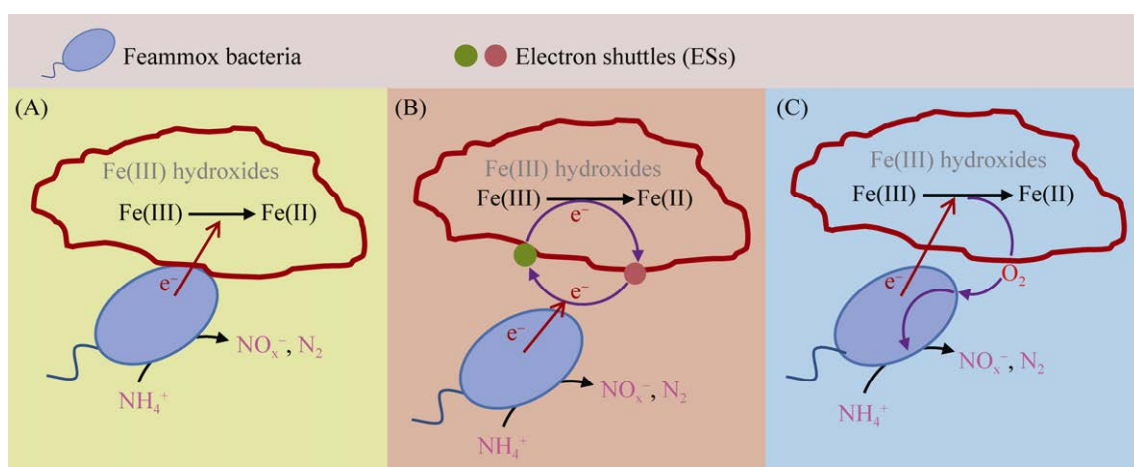 Feammox bacteria
Electron shuttles (ESs)
(A)
Fe(III) hydroxides
Fe(III)
Fe(II)
e⁻
NOₓ⁻, N₂
NH₄⁺
(B)
Fe(III) hydroxides
Fe(III)
Fe(II)
e⁻
e⁻
NOₓ⁻, N₂
NH₄⁺
(C)
Fe(III) hydroxides
Fe(III)
Fe(II)
O₂
e⁻
NOₓ⁻, N₂
NH₄⁺